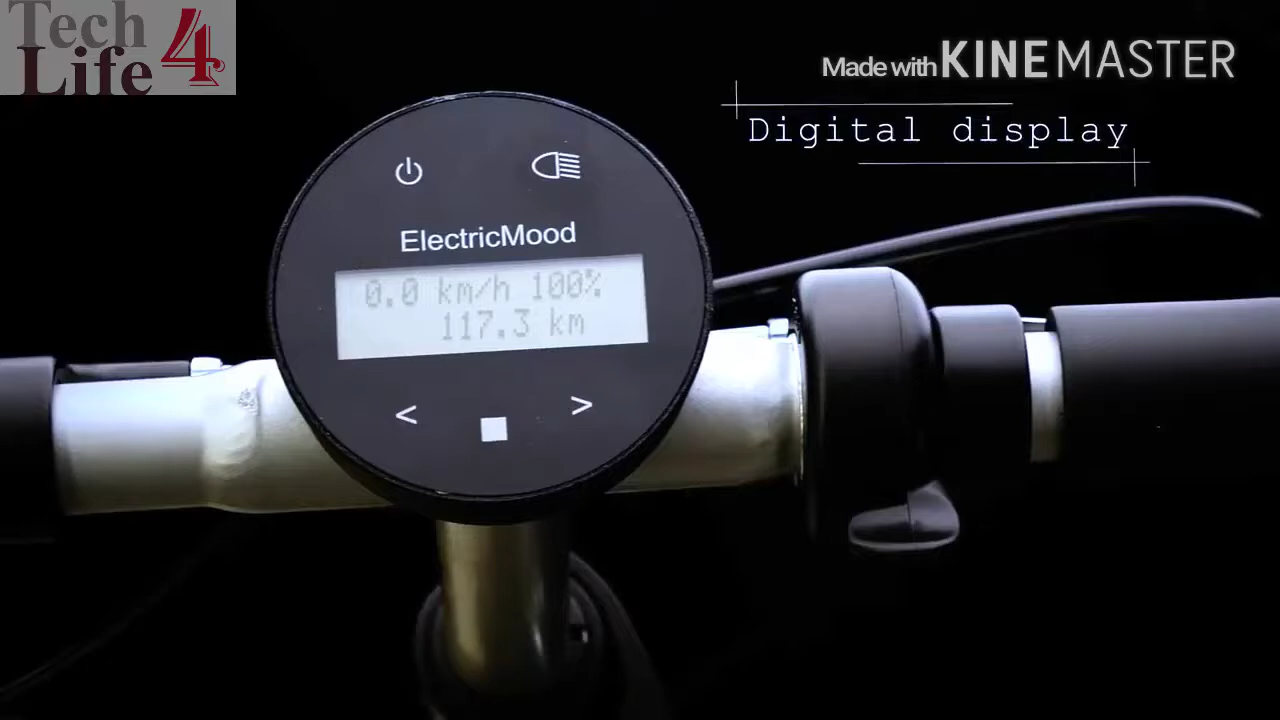 Tech
Life 4
Made with KINEMASTER
Digital display
ElectricMood
0.0 km/h 100%
117.3 km
< >